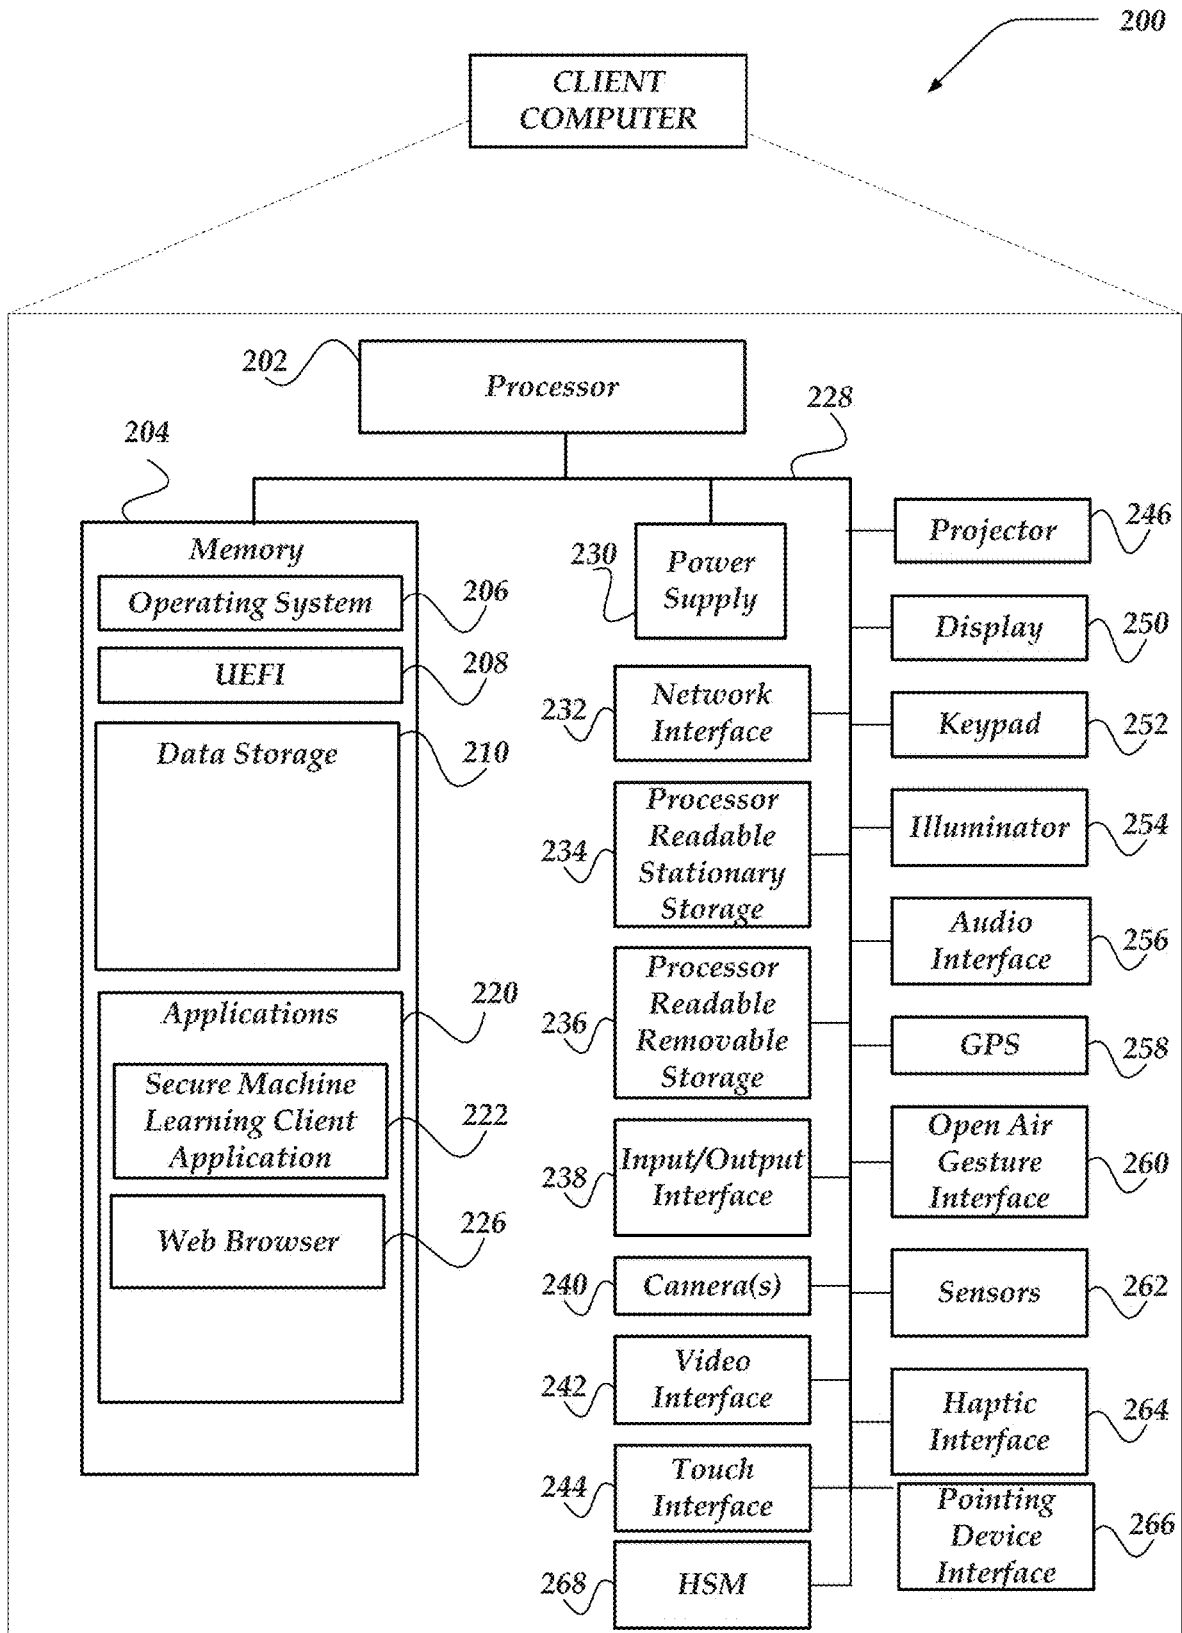 200
CLIENT
COMPUTER
202
Processor
228
204
Memory
Operating System
206
UEFI
208
Data Storage
210
Applications
220
Secure Machine
Learning Client
Application
222
Web Browser
226
230
Power
Supply
232
Network
Interface
234
Processor
Readable
Stationary
Storage
236
Processor
Readable
Removable
Storage
238
Input/Output
Interface
240
Camera(s)
242
Video
Interface
244
Touch
Interface
268
HSM
Projector
246
Display
250
Keypad
252
Illuminator
254
Audio
Interface
256
GPS
258
Open Air
Gesture
Interface
260
Sensors
262
Haptic
Interface
264
Pointing
Device
Interface
266